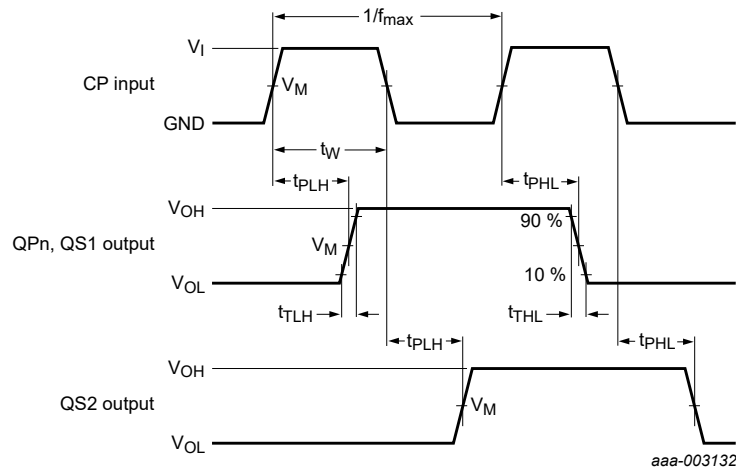 1/fmax
VI
CP input
VM
GND
tW
tPLH
tPHL
VOH
90 %
QPn, QS1 output
VM
10 %
VOL
tTLH
tTHL
tPLH
tPHL
VOH
QS2 output
VM
VOL
aaa-003132